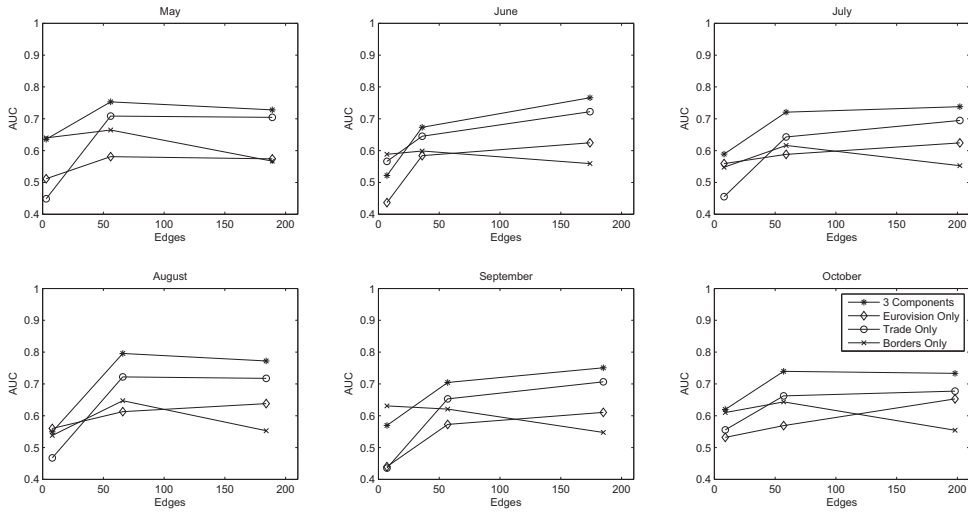 May
1
0.9
0.8
0.7
0.6
0.5
0.4
AUC
0 50 100 150 200
Edges
June
1
0.9
0.8
0.7
0.6
0.5
0.4
AUC
0 50 100 150 200
Edges
July
1
0.9
0.8
0.7
0.6
0.5
0.4
AUC
0 50 100 150 200
Edges
August
1
0.9
0.8
0.7
0.6
0.5
0.4
AUC
0 50 100 150 200
Edges
September
1
0.9
0.8
0.7
0.6
0.5
0.4
AUC
0 50 100 150 200
Edges
October
1
0.9
0.8
0.7
0.6
0.5
0.4
AUC
0 50 100 150 200
Edges
3 Components
Eurovision Only
Trade Only
Borders Only